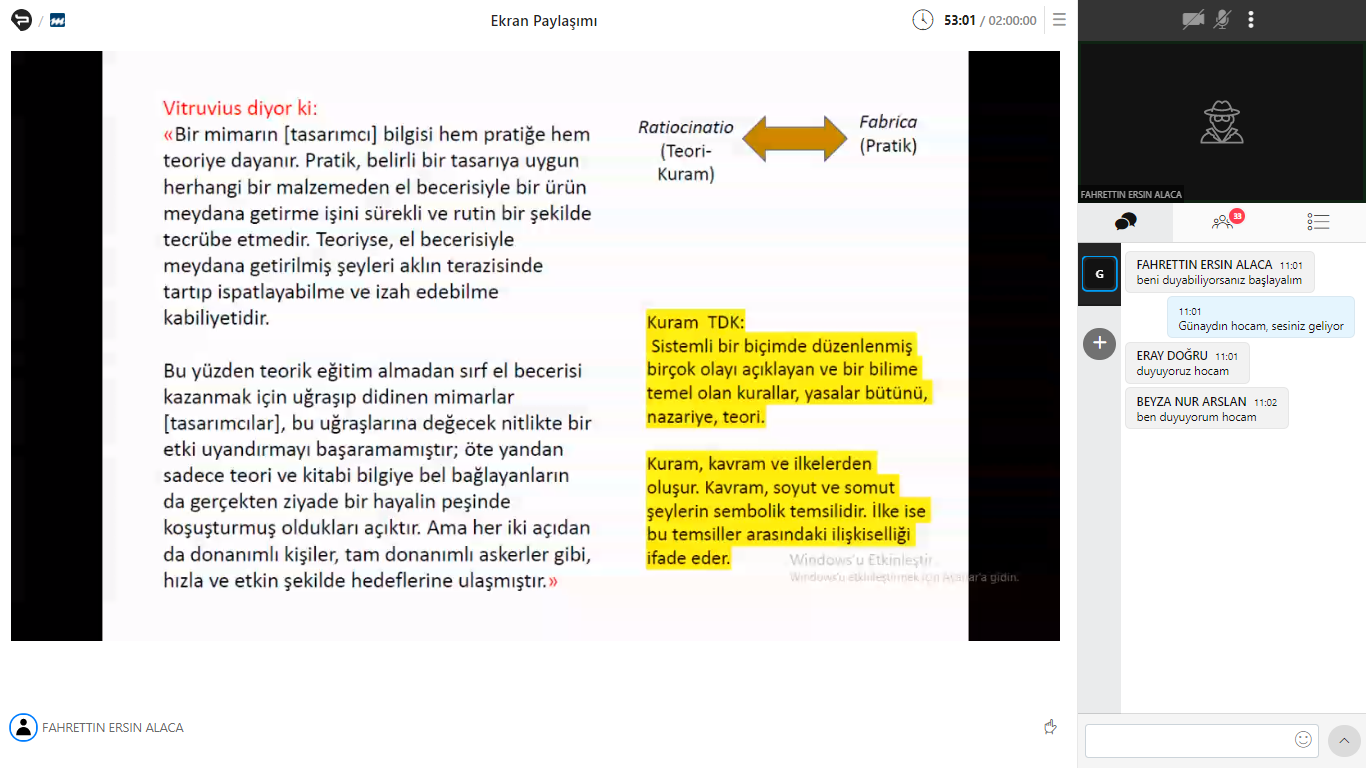 Ekran Paylaşımı
53:01 / 02:00:00
Vitruvius diyor ki:
«Bir mimarın [tasarımcı] bilgisi hem pratiğe hem
teoriye dayanır. Pratik, belirli bir tasarıya uygun
herhangi bir malzemeden el becerisiyle bir ürün
meydana getirme işini sürekli ve rutin bir şekilde
tecrübe etmedir. Teoriyse, el becerisiyle
meydana getirilmiş şeyleri aklın terazisinde
tartıp ispatlayabilme ve izah edebilme
kabiliyetidir.
Bu yüzden teorik eğitim almadan sırf el becerisi
kazanmak için uğraşıp didinen mimarlar
[tasarımcılar], bu uğraşlarına değecek nitlikte bir
etki uyandırmayı başaramamıştır; öte yandan
sadece teori ve kitabi bilgiye bel bağlayanların
da gerçekten ziyade bir hayalin peşinde
koşuşturmuş oldukları açıktır. Ama her iki açıdan
da donanımlı kişiler, tam donanımlı askerler gibi,
hızla ve etkin şekilde hedeflerine ulaşmıştır.»
Ratiocinatio
(Teori-
Kuram)
Fabrica
(Pratik)
Kuram TDK:
Sistemli bir biçimde düzenlenmiş
birçok olayı açıklayan ve bir bilime
temel olan kurallar, yasalar bütünü,
nazariye, teori.
Kuram, kavram ve ilkelerden
oluşur. Kavram, soyut ve somut
şeylerin sembolik temsilidir. İlke ise
bu temsiller arasındaki ilişkiselliği
ifade eder.
Windows'u Etkinleştir
Windows'u etkinleştirmek için Ayarlar'a gidin.
FAHRETTIN ERSIN ALACA
FAHRETTIN ERSIN ALACA
33
G
FAHRETTIN ERSIN ALACA 11:01
beni duyabiliyorsanız başlayalım
11:01
Günaydın hocam, sesiniz geliyor
ERAY DOĞRU 11:01
duyuyoruz hocam
BEYZA NUR ARSLAN 11:02
ben duyuyorum hocam